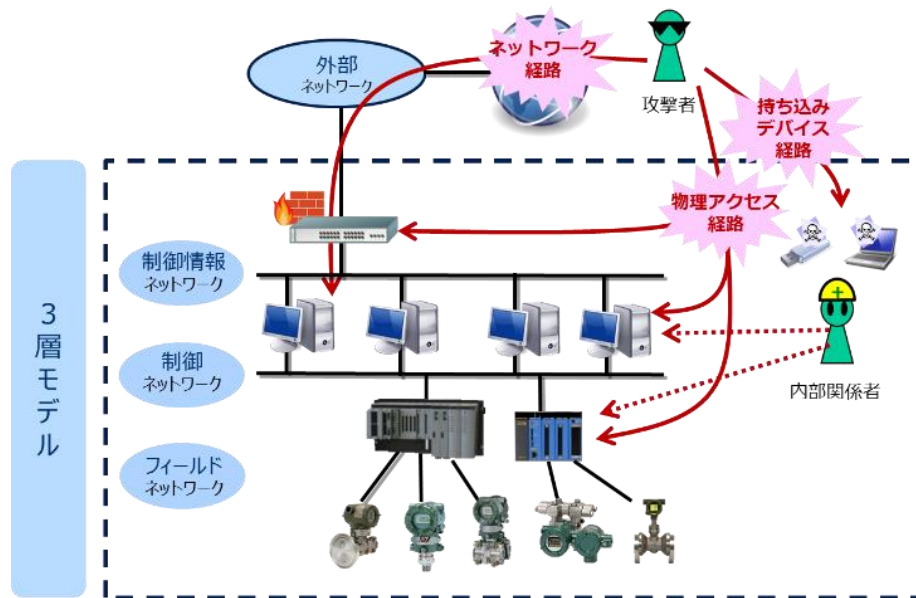 外部
ネットワーク
ネットワーク
経路
攻撃者
持ち込み
デバイス
経路
物理アクセス
経路
制御情報
ネットワーク
制御
ネットワーク
フィールド
ネットワーク
内部関係者
3層モデル